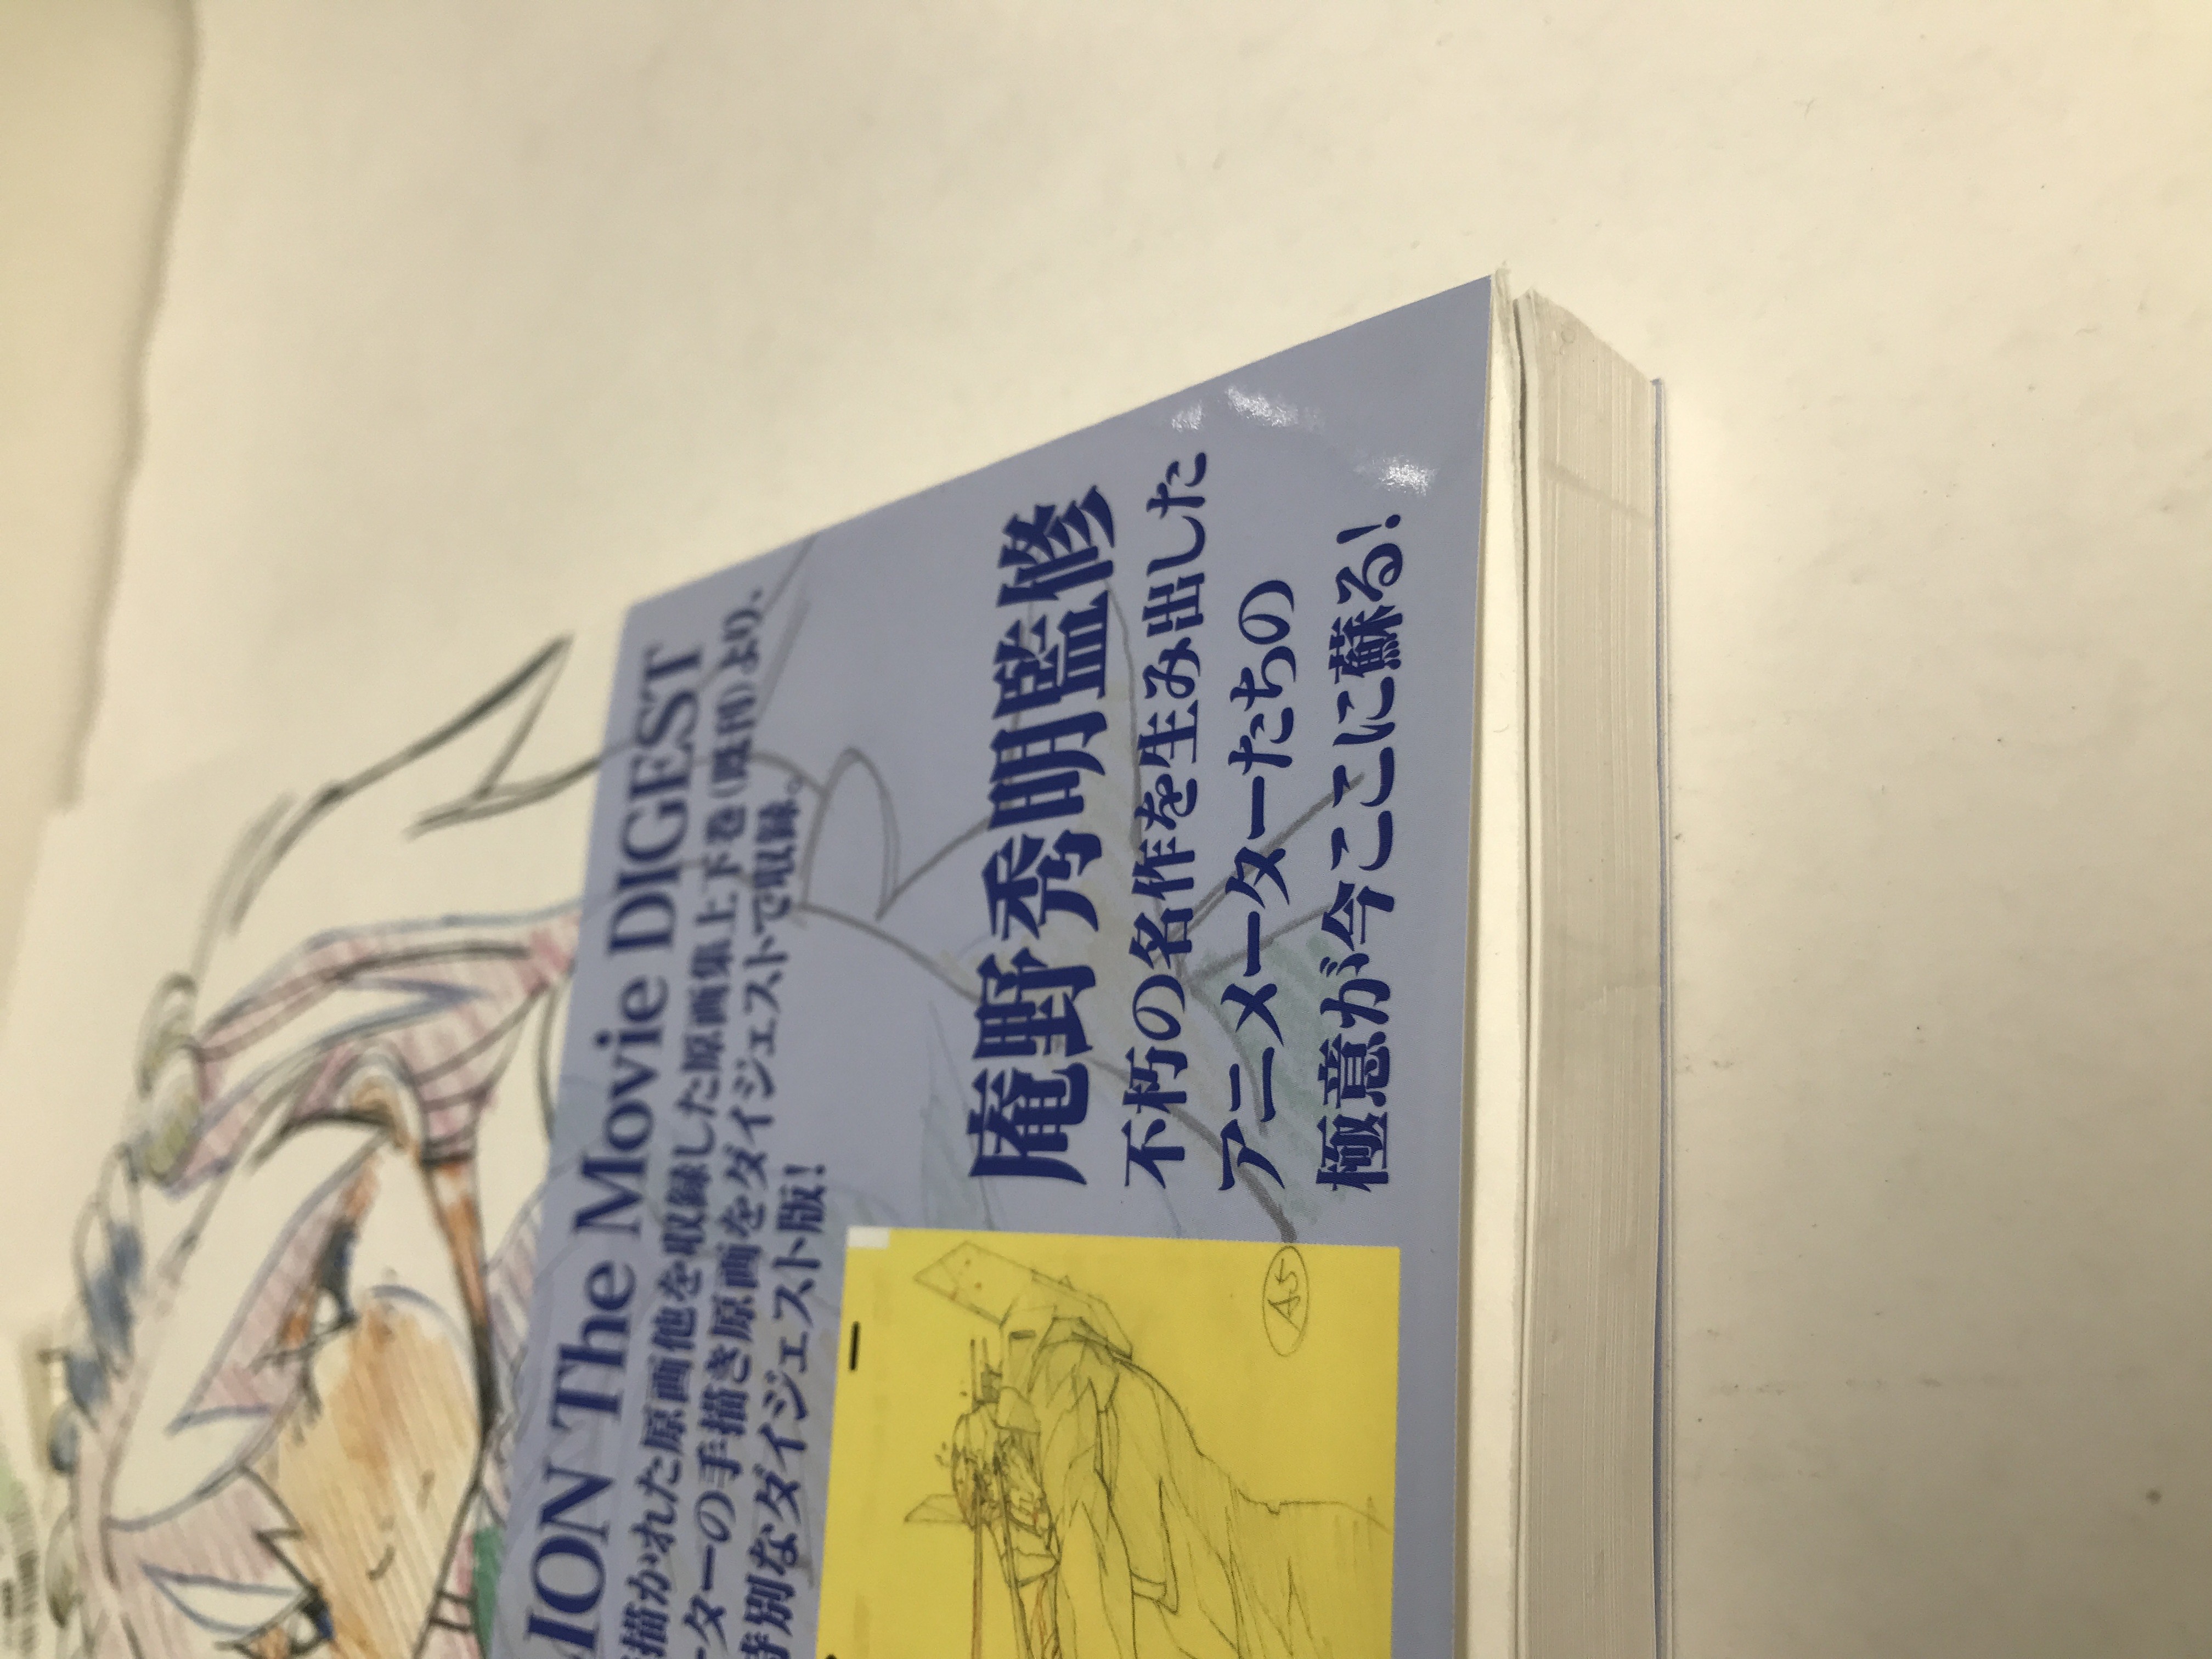 ION The Movie DIGEST
描かれた原画他を収録した原画集上下巻(既刊)より、
ターの手描き原画をダイジェストで収録。
特別なダイジェスト版!
庵野秀明監修
不朽の名作を生み出した
アニメーターたちの
極意が今ここに蘇る!
A5